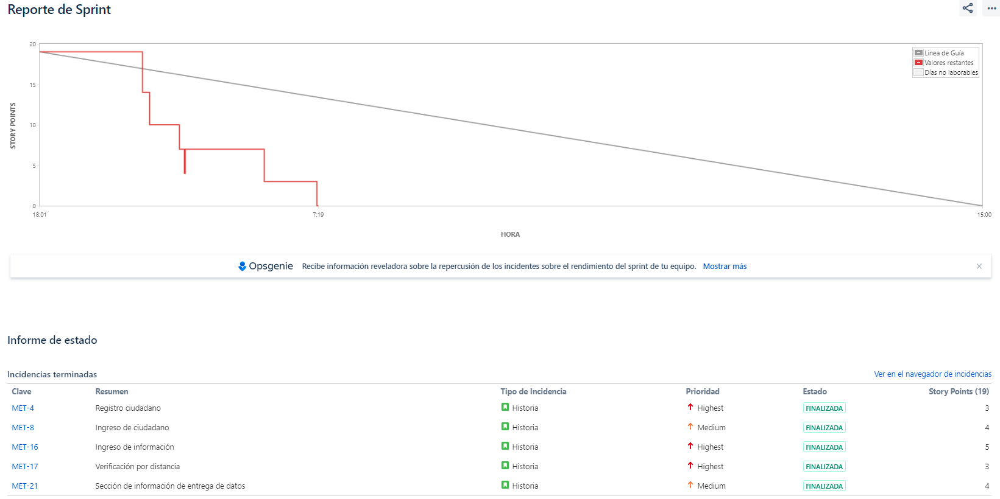 Reporte de Sprint
20
15
10
5
0
STORY POINTS
Linea de Guía
Valores restantes
Días no laborables
18:01
7:19
15:00
HORA
Opsgenie Recibe información reveladora sobre la repercusión de los incidentes sobre el rendimiento del sprint de tu equipo. Mostrar más
Informe de estado
Incidencias terminadas Ver en el navegador de incidencias
Clave Resumen Tipo de Incidencia Prioridad Estado Story Points (19)
MET-4 Registro ciudadano Historia Highest FINALIZADA 3
MET-8 Ingreso de ciudadano Historia Medium FINALIZADA 4
MET-16 Ingreso de información Historia Highest FINALIZADA 5
MET-17 Verificación por distancia Historia Highest FINALIZADA 3
MET-21 Sección de información de entrega de datos Historia Medium FINALIZADA 4